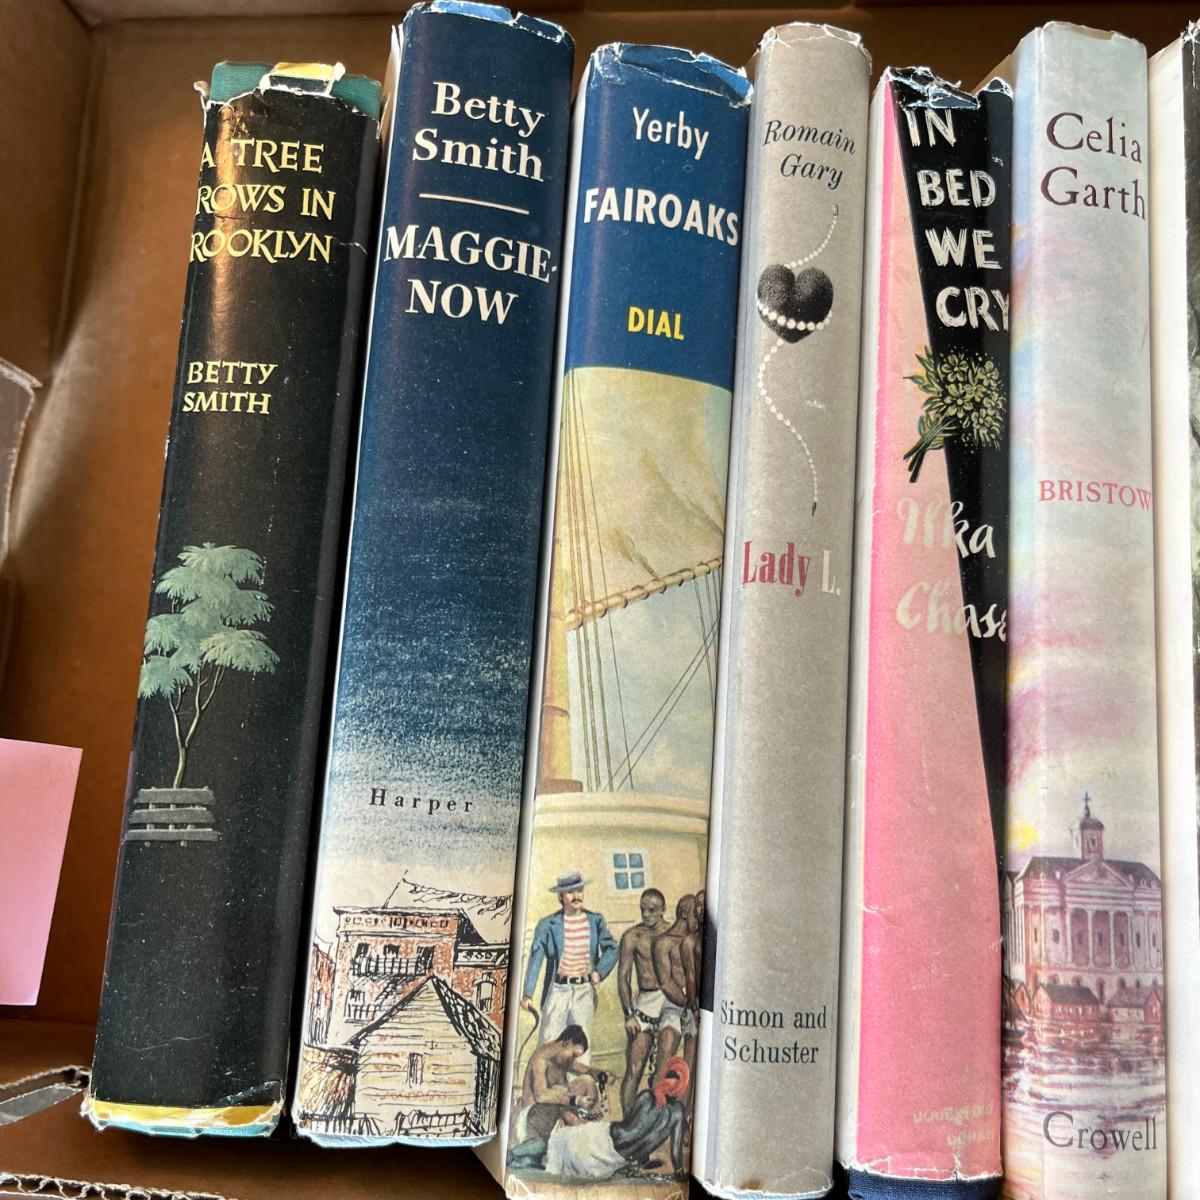 A TREE
ROWS IN
ROOKLYN
BETTY
SMITH
Betty
Smith
MAGGIE-
NOW
Harper
Yerby
FAIROAKS
DIAL
Romain
Gary
Lady L.
Simon and
Schuster
IN
BED
WE
CRY
Ilka
Chase
Celia
Garth
BRISTOW
Crowell